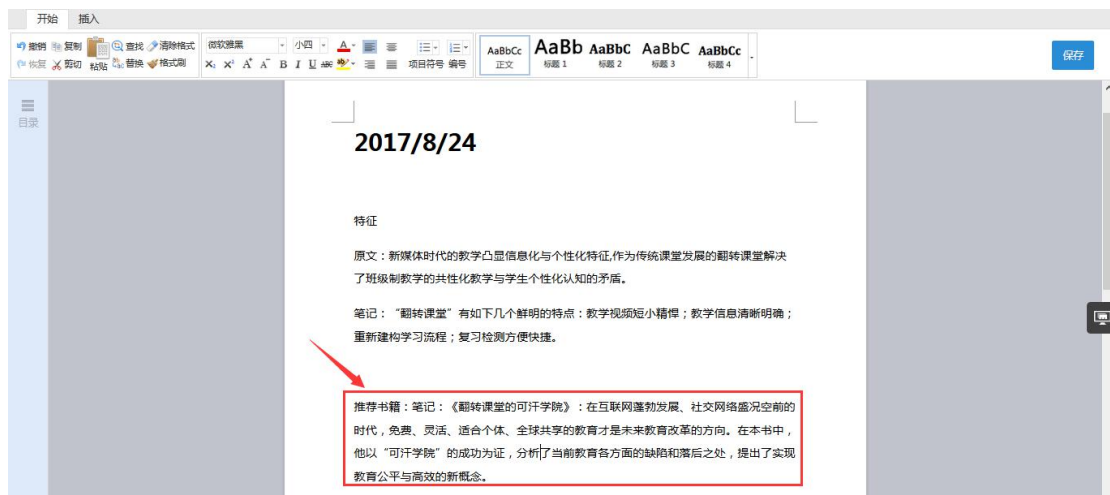 开始 插入
撤销 复制 查找 清除格式 微软雅黑 小四 A AaBbCc AaBb AaBbC AaBbC AaBbCc 保存
恢复 剪切 粘贴 替换 格式刷 X₂ X² A A B I U ABC ab 项目符号 编号 正文 标题 1 标题 2 标题 3 标题 4
目录
2017/8/24
特征
原文：新媒体时代的教学凸显信息化与个性化特征,作为传统课堂发展的翻转课堂解决
了班级制教学的共性化教学与学生个性化认知的矛盾。
笔记：“翻转课堂”有如下几个鲜明的特点：教学视频短小精悍；教学信息清晰明确；
重新建构学习流程；复习检测方便快捷。
推荐书籍：笔记：《翻转课堂的可汗学院》：在互联网蓬勃发展、社交网络盛况空前的
时代，免费、灵活、适合个体、全球共享的教育才是未来教育改革的方向。在本书中，
他以“可汗学院”的成功为证，分析了当前教育各方面的缺陷和落后之处，提出了实现
教育公平与高效的新概念。